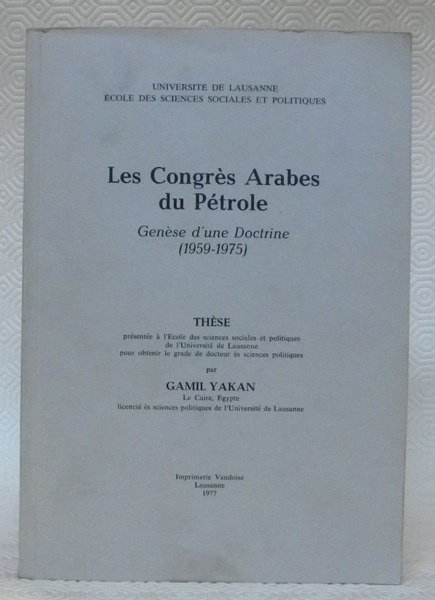 UNIVERSITÉ DE LAUSANNE
ÉCOLE DES SCIENCES SOCIALES ET POLITIQUES
Les Congrès Arabes
du Pétrole
Genèse d'une Doctrine
(1959-1975)
THÈSE
présentée à l'Ecole des sciences sociales et politiques
de l'Université de Lausanne
pour obtenir le grade de docteur ès sciences politiques
par
GAMIL YAKAN
Le Caire, Egypte
licencié ès sciences politiques de l'Université de Lausanne
Imprimerie Vaudoise
Lausanne
1977